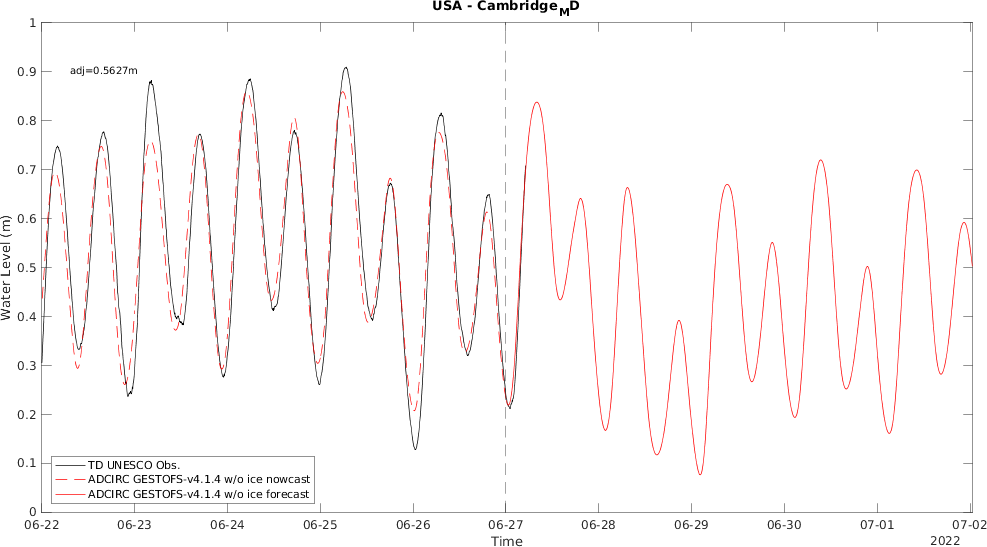 USA - Cambridge_MD
adj=0.5627m
Water Level (m)
1
0.9
0.8
0.7
0.6
0.5
0.4
0.3
0.2
0.1
0
TD UNESCO Obs.
ADCIRC GESTOFS-v4.1.4 w/o ice nowcast
ADCIRC GESTOFS-v4.1.4 w/o ice forecast
06-22 06-23 06-24 06-25 06-26 06-27 06-28 06-29 06-30 07-01 07-02
Time
2022